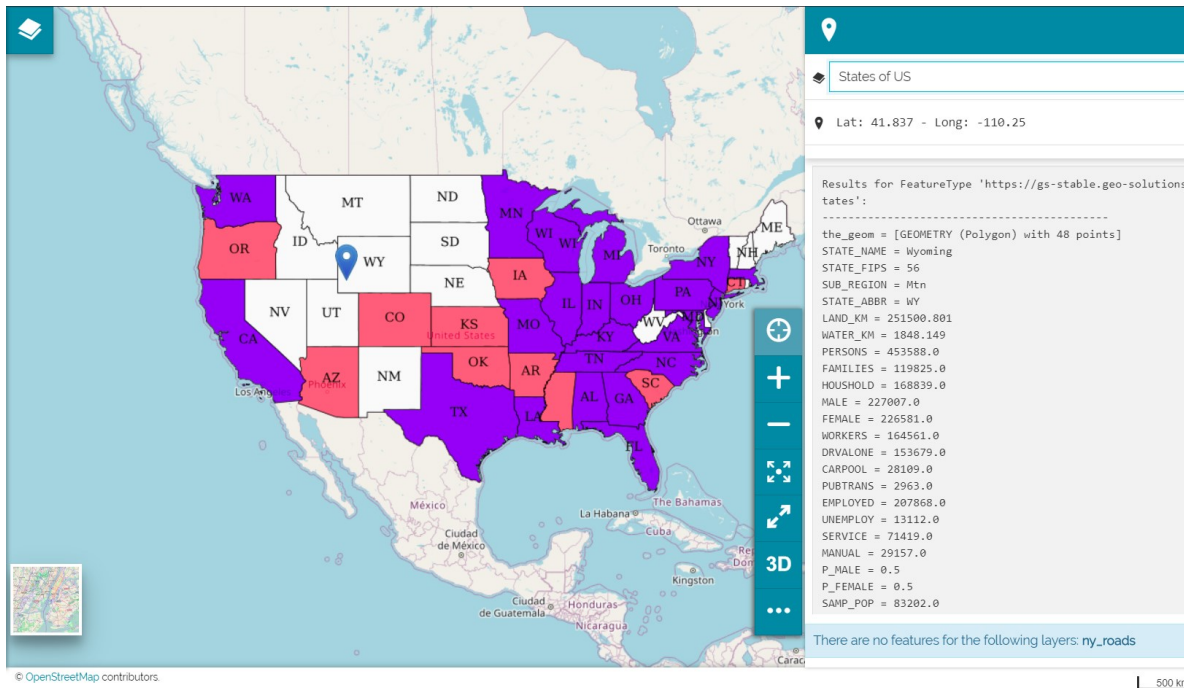 WA
MT
ND
MN
OR
ID
WY
SD
WI
WI
MI
NE
IA
NY
NH
ME
CT
NV
UT
CO
KS
MO
IL
IN
OH
PA
NJ
MD
WV
VA
KY
CA
AZ
NM
OK
AR
TN
NC
SC
TX
LA
AL
GA
FL
United States
Phoenix
Ottawa
Toronto
York
México
Ciudad
de México
La Habana
The Bahamas
Cuba
Kingston
Ciudad
de Guatemala
Honduras
Nicaragua
3D
© OpenStreetMap contributors.
States of US
Lat: 41.837 - Long: -110.25
Results for FeatureType 'https://gs-stable.geo-solutions
tates':
--------------------------------------------
the_geom = [GEOMETRY (Polygon) with 48 points]
STATE_NAME = Wyoming
STATE_FIPS = 56
SUB_REGION = Mtn
STATE_ABBR = WY
LAND_KM = 251500.801
WATER_KM = 1848.149
PERSONS = 453588.0
FAMILIES = 119825.0
HOUSHOLD = 168839.0
MALE = 227007.0
FEMALE = 226581.0
WORKERS = 164561.0
DRVALONE = 153679.0
CARPOOL = 28109.0
PUBTRANS = 2963.0
EMPLOYED = 207868.0
UNEMPLOY = 13112.0
SERVICE = 71419.0
MANUAL = 29157.0
P_MALE = 0.5
P_FEMALE = 0.5
SAMP_POP = 83202.0
There are no features for the following layers: ny_roads
500 km